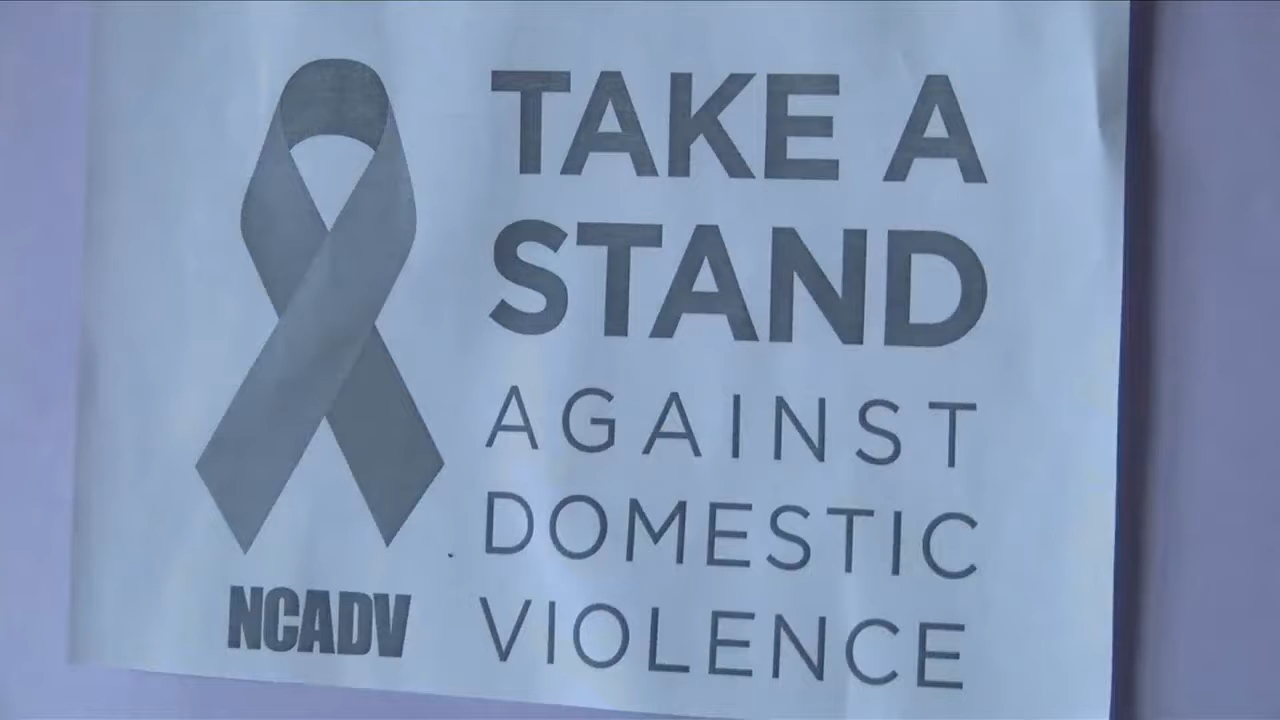 TAKE A
STAND
AGAINST
DOMESTIC
VIOLENCE
NCADV